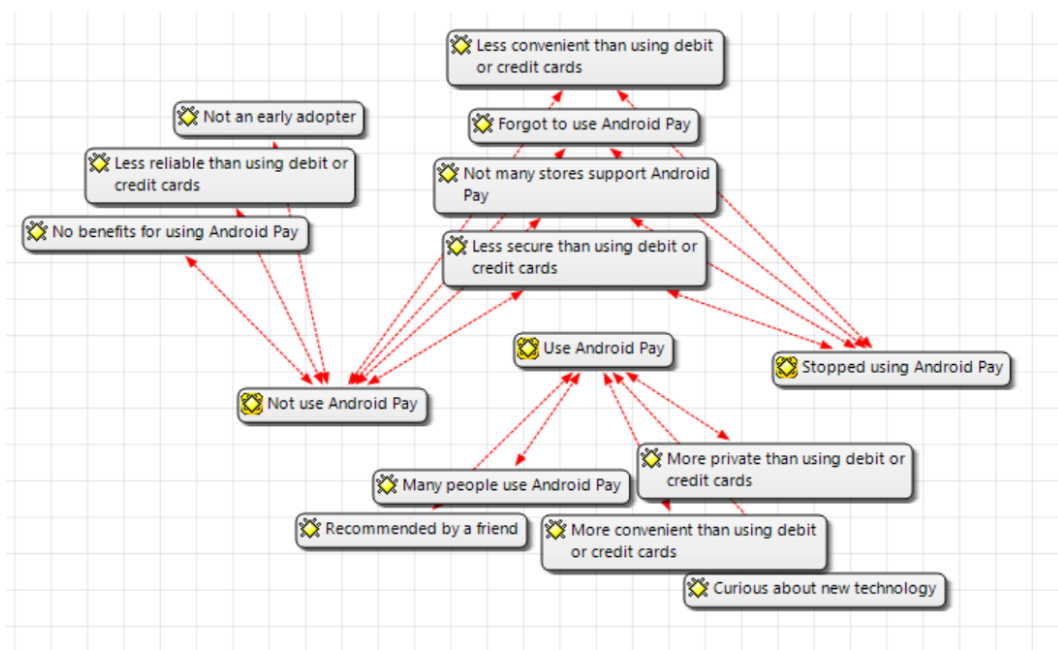 Less convenient than using debit
or credit cards
Not an early adopter
Forgot to use Android Pay
Less reliable than using debit or
credit cards
Not many stores support Android
Pay
No benefits for using Android Pay
Less secure than using debit or
credit cards
Use Android Pay
Stopped using Android Pay
Not use Android Pay
More private than using debit or
credit cards
Many people use Android Pay
Recommended by a friend
More convenient than using debit
or credit cards
Curious about new technology